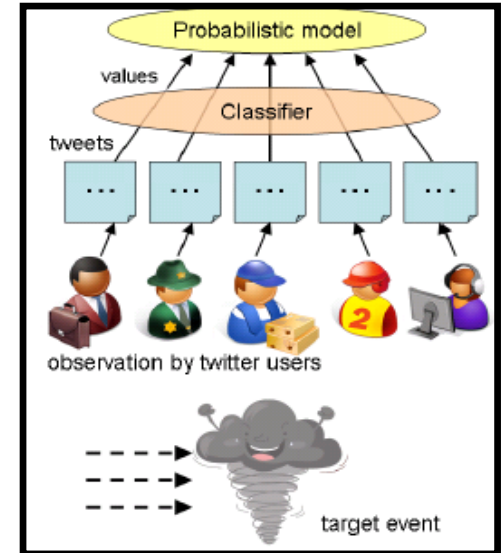 Probabilistic model
values
Classifier
tweets
... ... ... ... ...
2
observation by twitter users
target event